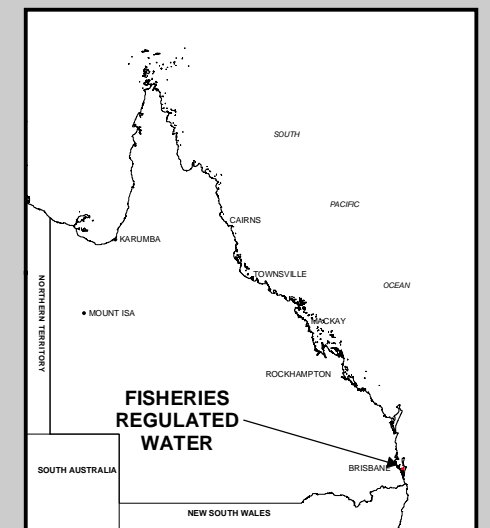 SOUTH
PACIFIC
CAIRNS
KARUMBA
TOWNSVILLE
OCEAN
NORTHERN TERRITORY
MOUNT ISA
MACKAY
ROCKHAMPTON
FISHERIES
REGULATED
WATER
BRISBANE
SOUTH AUSTRALIA
NEW SOUTH WALES